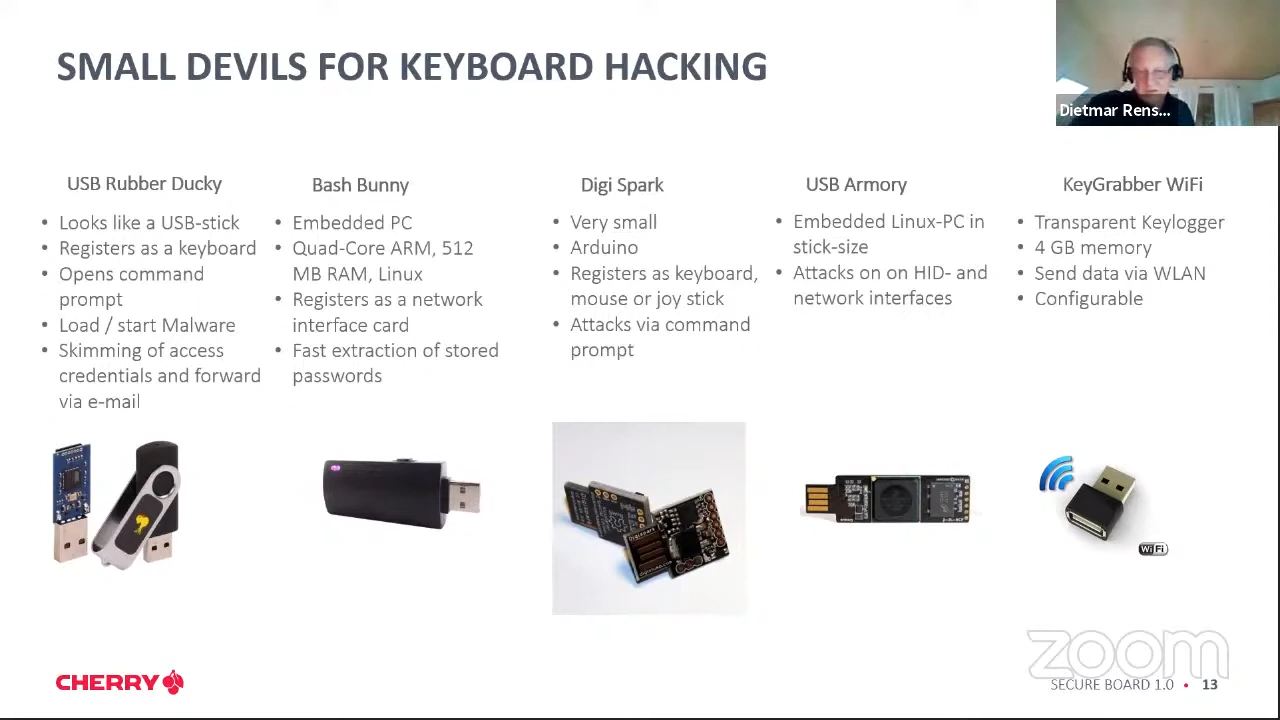 SMALL DEVILS FOR KEYBOARD HACKING
Dietmar Rens...
USB Rubber Ducky
• Looks like a USB-stick
• Registers as a keyboard
• Opens command
prompt
• Load / start Malware
• Skimming of access
credentials and forward
via e-mail
Bash Bunny
• Embedded PC
• Quad-Core ARM, 512
MB RAM, Linux
• Registers as a network
interface card
• Fast extraction of stored
passwords
Digi Spark
• Very small
• Arduino
• Registers as keyboard,
mouse or joy stick
• Attacks via command
prompt
USB Armory
• Embedded Linux-PC in
stick-size
• Attacks on on HID- and
network interfaces
KeyGrabber WiFi
• Transparent Keylogger
• 4 GB memory
• Send data via WLAN
• Configurable
Digispark
WiFi
zoom
CHERRY
SECURE BOARD 1.0 • 13